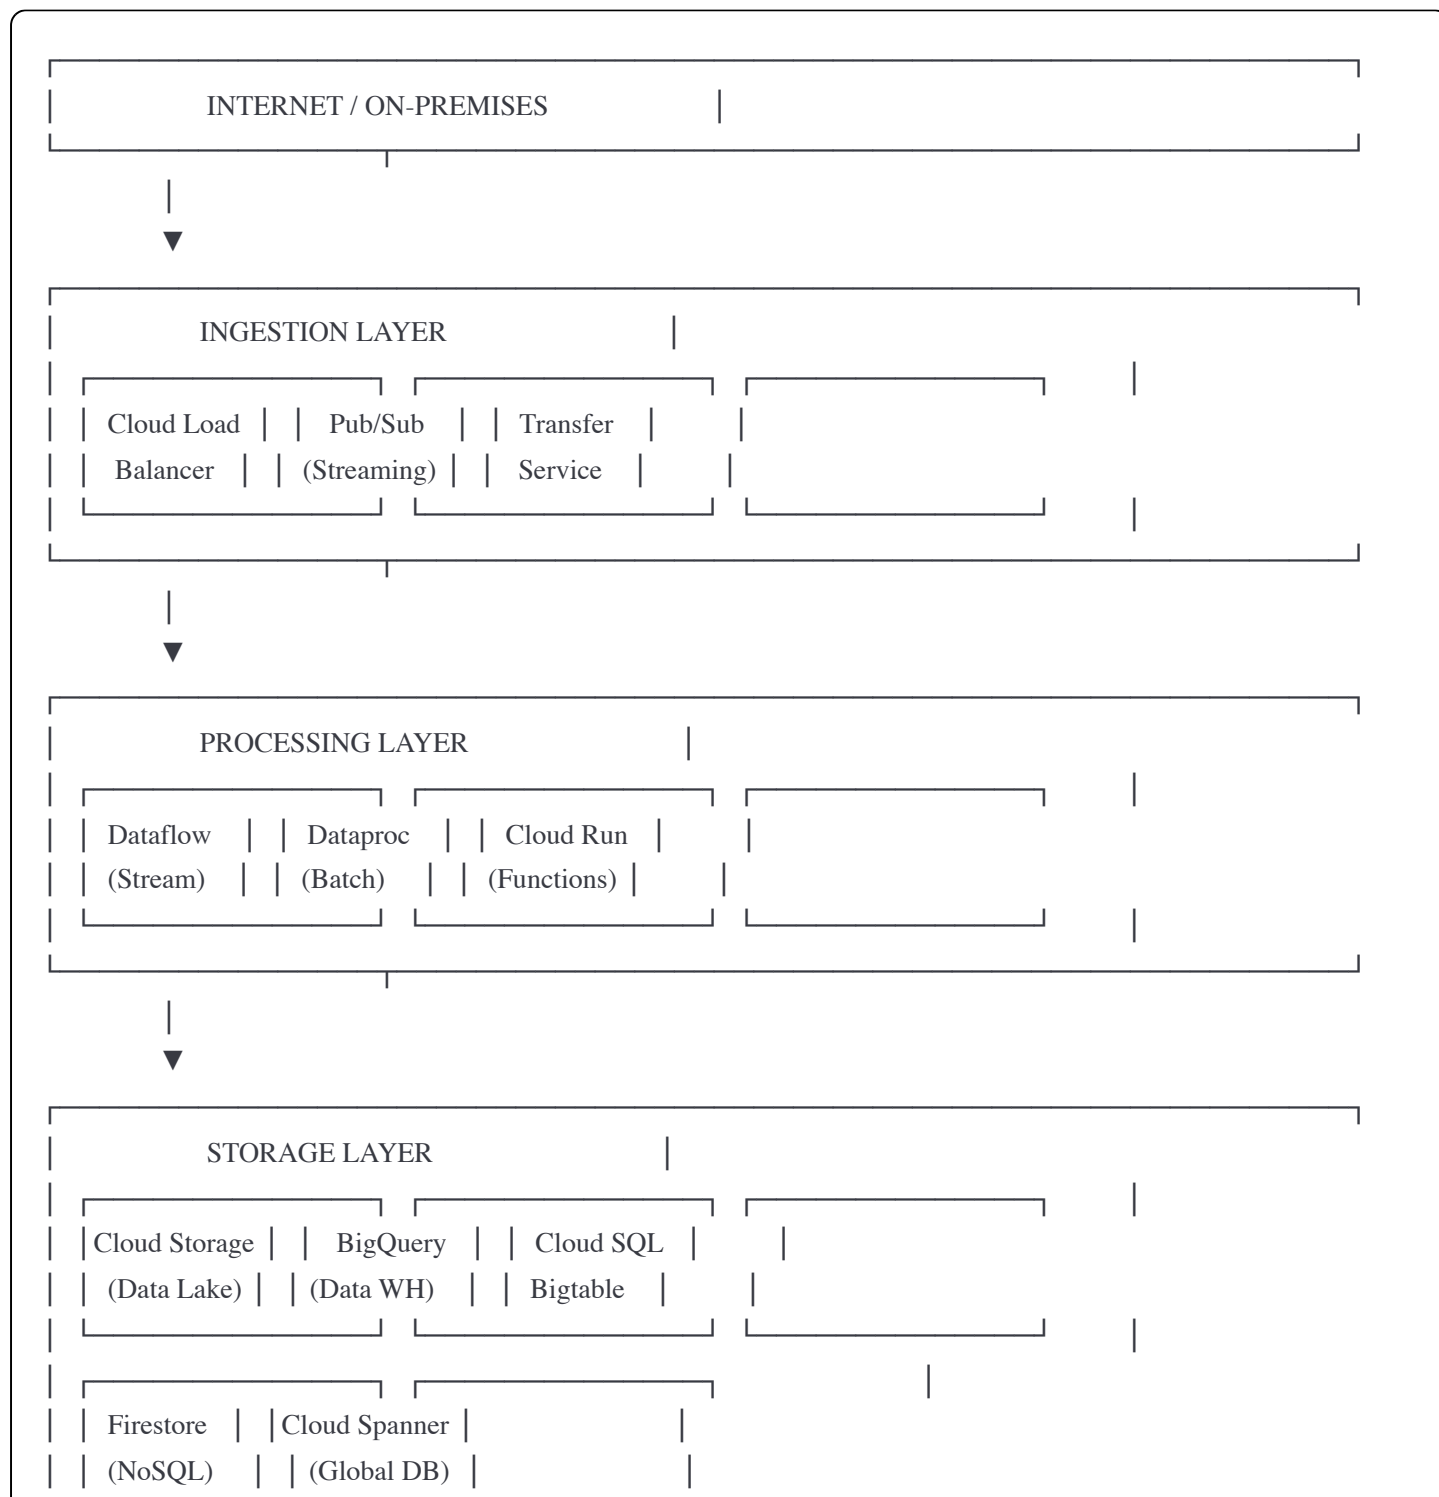 INTERNET / ON-PREMISES
▼
INGESTION LAYER
Cloud Load │ │ Pub/Sub │ │ Transfer
Balancer │ │ (Streaming) │ │ Service
▼
PROCESSING LAYER
Dataflow │ │ Dataproc │ │ Cloud Run
(Stream) │ │ (Batch) │ │ (Functions)
▼
STORAGE LAYER
Cloud Storage │ │ BigQuery │ │ Cloud SQL
(Data Lake) │ │ (Data WH) │ │ Bigtable
Firestore │ │ Cloud Spanner
(NoSQL) │ │ (Global DB)